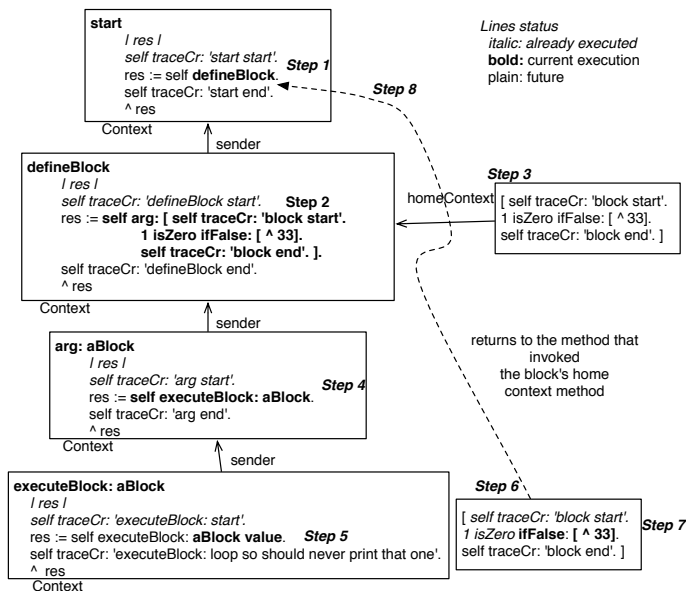 start
| res |
self traceCr: 'start start'.
res := self defineBlock.
Step 1
self traceCr: 'start end'.
^ res
Context
sender
Lines status
italic: already executed
bold: current execution
plain: future
Step 8
defineBlock
| res |
self traceCr: 'defineBlock start'.
Step 2
res := self arg: [ self traceCr: 'block start'.
1 isZero ifFalse: [ ^ 33].
self traceCr: 'block end'. ].
self traceCr: 'defineBlock end'.
^ res
Context
sender
homeContext
Step 3
[ self traceCr: 'block start'.
1 isZero ifFalse: [ ^ 33].
self traceCr: 'block end'. ]
arg: aBlock
| res |
self traceCr: 'arg start'.
res := self executeBlock: aBlock.
Step 4
self traceCr: 'arg end'.
^ res
Context
sender
returns to the method that
invoked
the block's home
context method
executeBlock: aBlock
| res |
self traceCr: 'executeBlock: start'.
res := self executeBlock: aBlock value.
Step 5
self traceCr: 'executeBlock: loop so should never print that one'.
^ res
Context
Step 6
[ self traceCr: 'block start'.
1 isZero ifFalse: [ ^ 33].
self traceCr: 'block end'. ]
Step 7